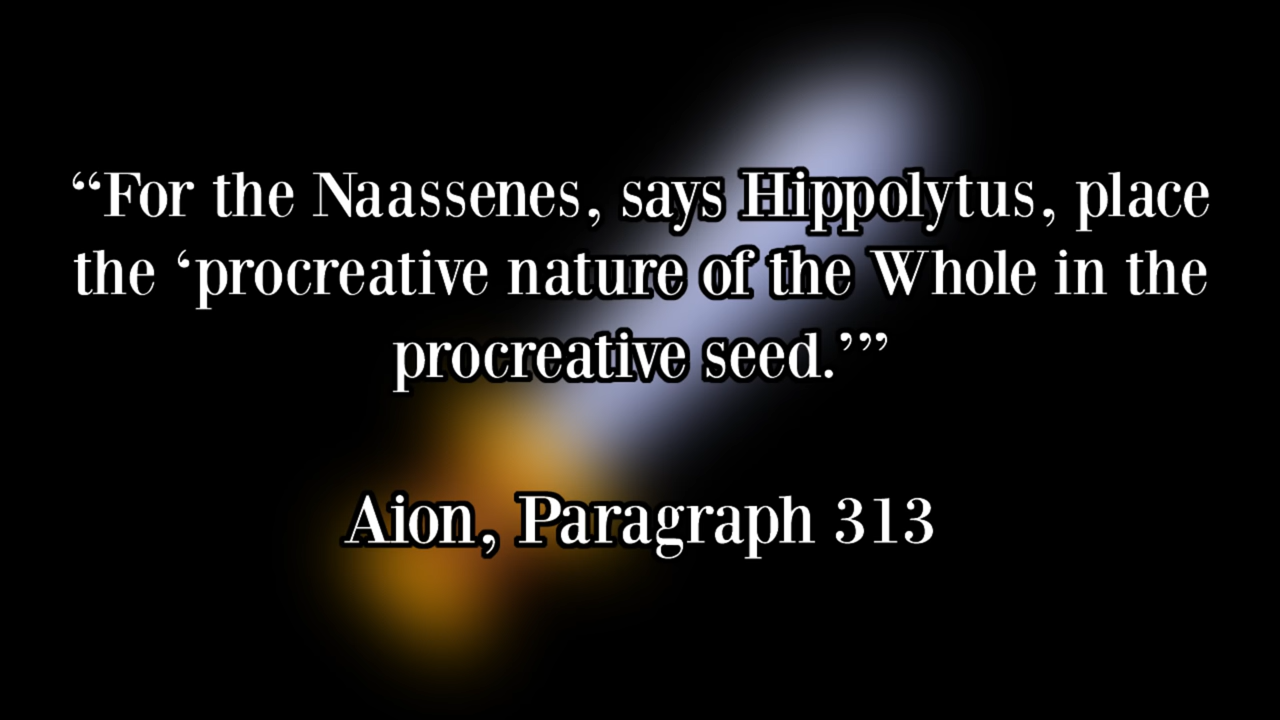 “For the Naassenes, says Hippolytus, place
the ‘procreative nature of the Whole in the
procreative seed.’”
Aion, Paragraph 313